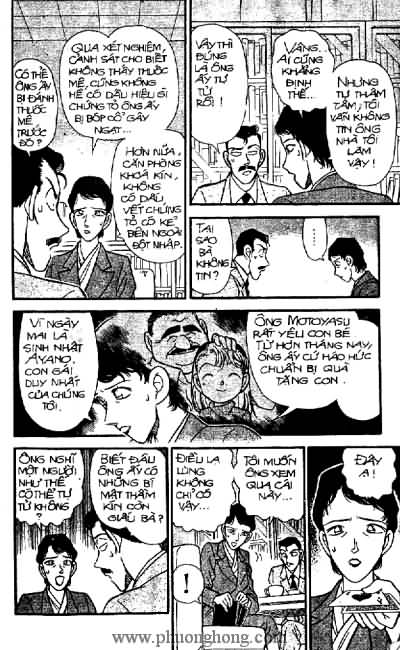 CÓ THỂ
ÔNG ẤY
BỊ ĐÁNH
THUỐC
MÊ
TRƯỚC
ĐÓ?
QUA XÉT NGHIỆM,
CẢNH SÁT CHO BIẾT
KHÔNG THẤY THUỐC
MÊ, CŨNG KHÔNG HỀ
CÓ DẤU HIỆU GÌ
CHỨNG TỎ ÔNG ẤY
BỊ BÓP CỔ GÂY
NGẠT...
HƠN NỮA,
CĂN PHÒNG
KHOÁ KÍN,
KHÔNG
CÓ DẤU
VẾT CHỨNG
TỎ CÓ KẺ
BÊN NGOÀI
ĐỘT NHẬP.
VẬY THÌ
ĐÚNG
LÀ ÔNG
ẤY TỰ
TỬ
RỒI!
VÂNG...
AI CŨNG
KHẲNG
ĐỊNH
THẾ...
NHƯNG
TỰ THÂM
TÂM, TÔI
VẪN KHÔNG
TIN ÔNG
NHÀ TÔI
LÀM
VẬY!
TẠI
SAO
BÀ
KHÔNG
TIN?
......
VÌ NGÀY
MAI LÀ
SINH NHẬT
AYANO,
CON GÁI
DUY NHẤT
CỦA CHÚNG
TÔI.
ÔNG MOTOYASU
RẤT YÊU CON BÉ
TỪ HƠN THÁNG NAY,
ÔNG ẤY CỨ HÁO HỨC
CHUẨN BỊ QUÀ
TẶNG CON.
ÔNG NGHĨ
MỘT NGƯỜI
NHƯ THẾ
CÓ THỂ TỰ
TỬ KHÔNG
?
BIẾT ĐÂU
ÔNG ẤY CÓ
NHỮNG BÍ
MẬT THẦM
KÍN CÒN
GIẤU BÀ?
ĐIỀU LẠ
LÙNG
KHÔNG
CHỈ CÓ
VẬY...
!
TÔI MUỐN
ÔNG XEM
QUA CÁI
NÀY...
ĐÂY
Ạ!
www.phuonghong.com